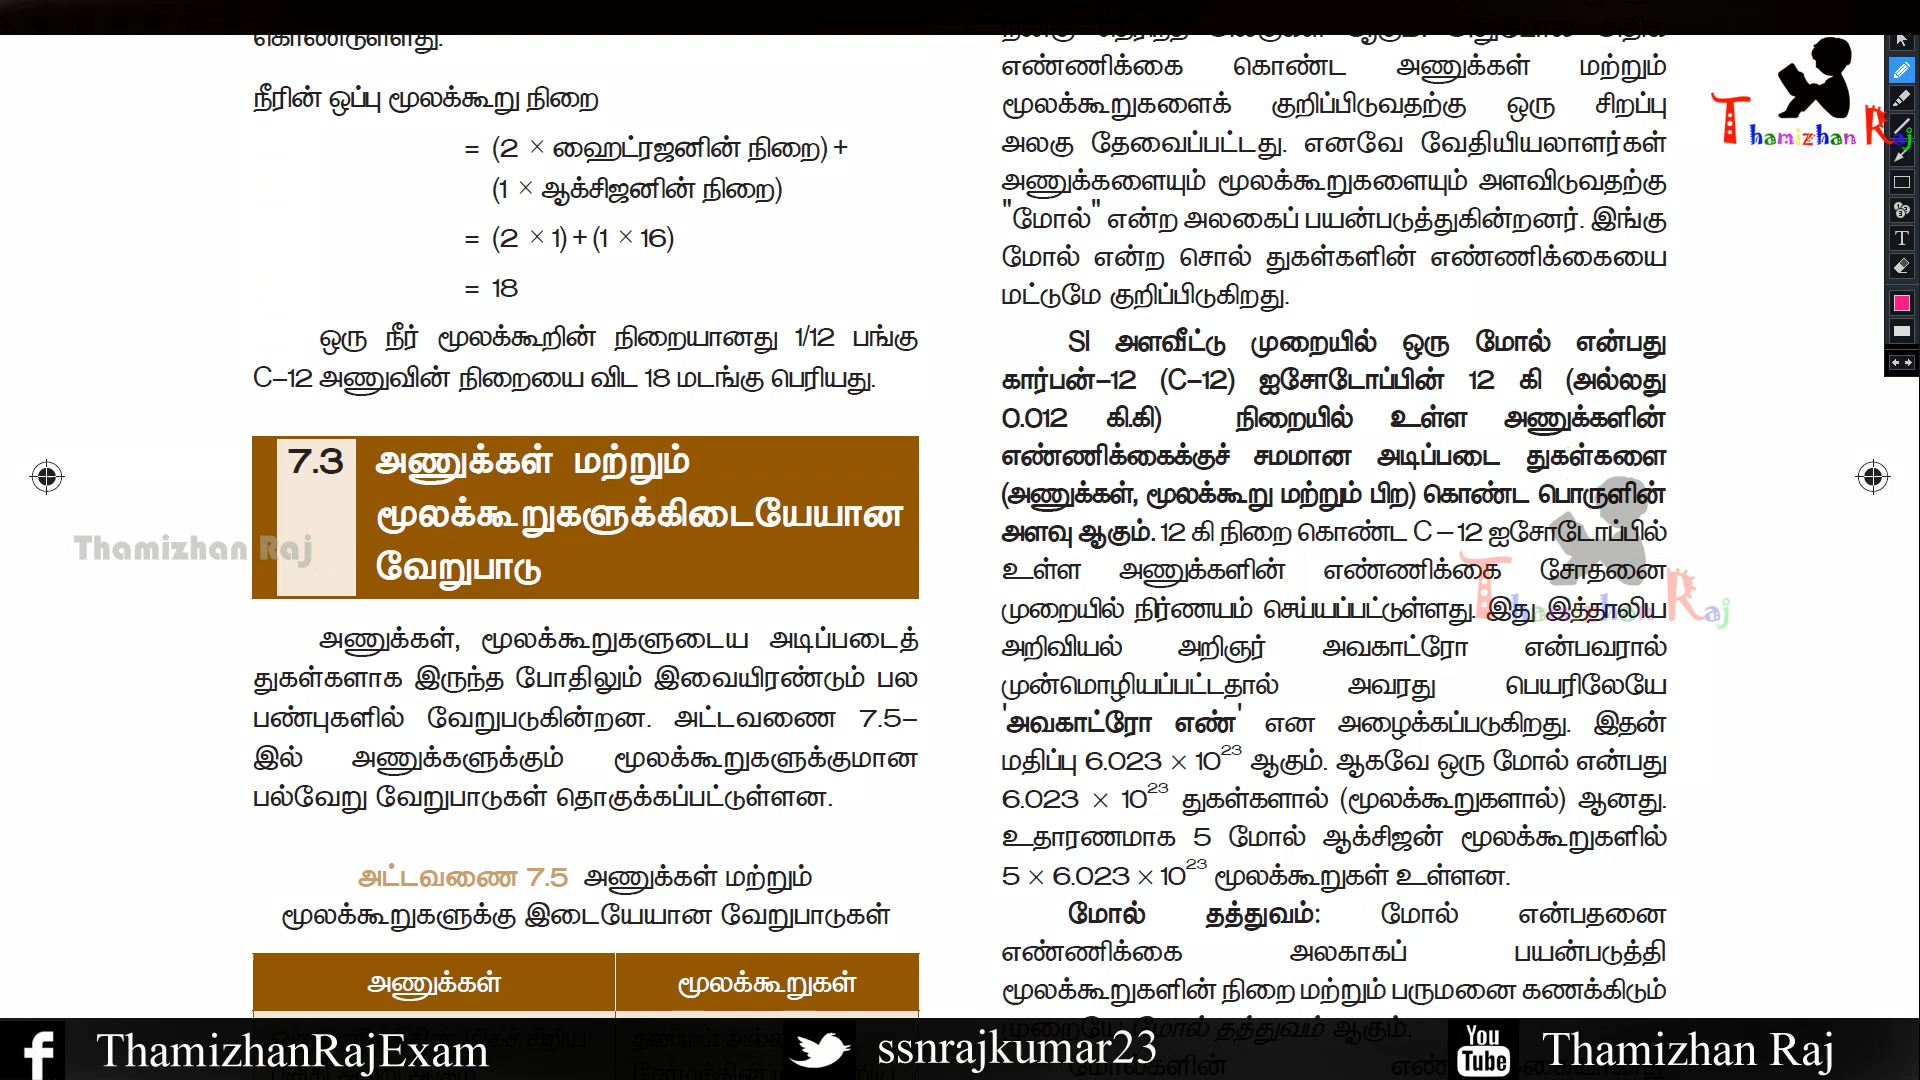 கொண்டுள்ளது.
நீரின் ஒப்பு மூலக்கூறு நிறை
= (2 × ஹைட்ரஜனின் நிறை) +
(1 × ஆக்சிஜனின் நிறை)
= (2 × 1) + (1 × 16)
= 18
ஒரு நீர் மூலக்கூறின் நிறையானது 1/12 பங்கு
C–12 அணுவின் நிறையை விட 18 மடங்கு பெரியது.
7.3 அணுக்கள் மற்றும்
மூலக்கூறுகளுக்கிடையேயான
வேறுபாடு
அணுக்கள், மூலக்கூறுகளுடைய அடிப்படைத்
துகள்களாக இருந்த போதிலும் இவையிரண்டும் பல
பண்புகளில் வேறுபடுகின்றன. அட்டவணை 7.5–
இல் அணுக்களுக்கும் மூலக்கூறுகளுக்குமான
பல்வேறு வேறுபாடுகள் தொகுக்கப்பட்டுள்ளன.
அட்டவணை 7.5 அணுக்கள் மற்றும்
மூலக்கூறுகளுக்கு இடையேயான வேறுபாடுகள்
அணுக்கள் மூலக்கூறுகள்
எண்ணிக்கை கொண்ட அணுக்கள் மற்றும்
மூலக்கூறுகளைக் குறிப்பிடுவதற்கு ஒரு சிறப்பு
அலகு தேவைப்பட்டது. எனவே வேதியியலாளர்கள்
அணுக்களையும் மூலக்கூறுகளையும் அளவிடுவதற்கு
"மோல்" என்ற அலகைப் பயன்படுத்துகின்றனர். இங்கு
மோல் என்ற சொல் துகள்களின் எண்ணிக்கையை
மட்டுமே குறிப்பிடுகிறது.
SI அளவீட்டு முறையில் ஒரு மோல் என்பது
கார்பன்–12 (C–12) ஐசோடோப்பின் 12 கி (அல்லது
0.012 கி.கி) நிறையில் உள்ள அணுக்களின்
எண்ணிக்கைக்குச் சமமான அடிப்படை துகள்களை
(அணுக்கள், மூலக்கூறு மற்றும் பிற) கொண்ட பொருளின்
அளவு ஆகும். 12 கி நிறை கொண்ட C – 12 ஐசோடோப்பில்
உள்ள அணுக்களின் எண்ணிக்கை சோதனை
முறையில் நிர்ணயம் செய்யப்பட்டுள்ளது. இது இத்தாலிய
அறிவியல் அறிஞர் அவகாட்ரோ என்பவரால்
முன்மொழியப்பட்டதால் அவரது பெயரிலேயே
'அவகாட்ரோ எண்' என அழைக்கப்படுகிறது. இதன்
மதிப்பு 6.023 × 10²³ ஆகும். ஆகவே ஒரு மோல் என்பது
6.023 × 10²³ துகள்களால் (மூலக்கூறுகளால்) ஆனது.
உதாரணமாக 5 மோல் ஆக்சிஜன் மூலக்கூறுகளில்
5 × 6.023 × 10²³ மூலக்கூறுகள் உள்ளன.
மோல் தத்துவம்: மோல் என்பதனை
எண்ணிக்கை அலகாகப் பயன்படுத்தி
மூலக்கூறுகளின் நிறை மற்றும் பருமனை கணக்கிடும்
முறையே மோல் தத்துவம் ஆகும்.
Thamizhan Raj
Thamizhan Raj
Thamizhan Raj
ThamizhanRajExam
ssnrajkumar23
You
Tube
Thamizhan Raj